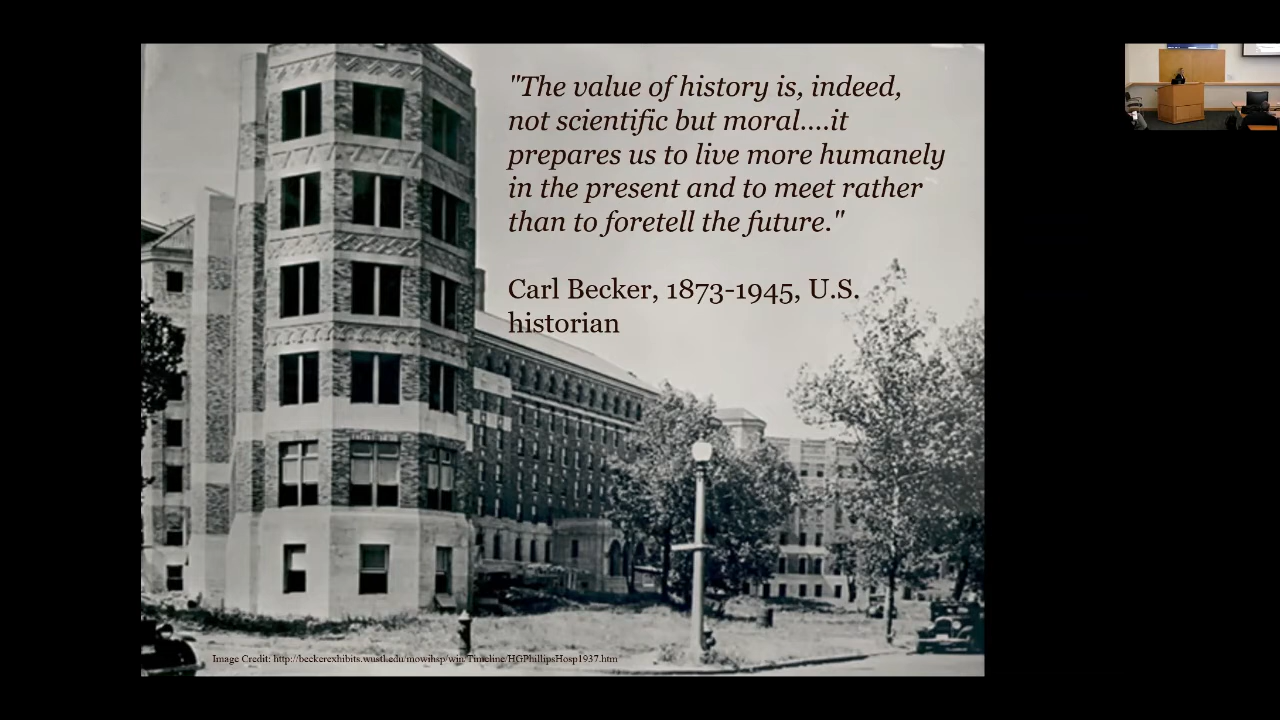 "The value of history is, indeed,
not scientific but moral....it
prepares us to live more humanely
in the present and to meet rather
than to foretell the future."
Carl Becker, 1873-1945, U.S.
historian
Image Credit: http://beckerexhibits.wustl.edu/mowihsp/win/Timeline/HGPhillipsHosp1937.htm